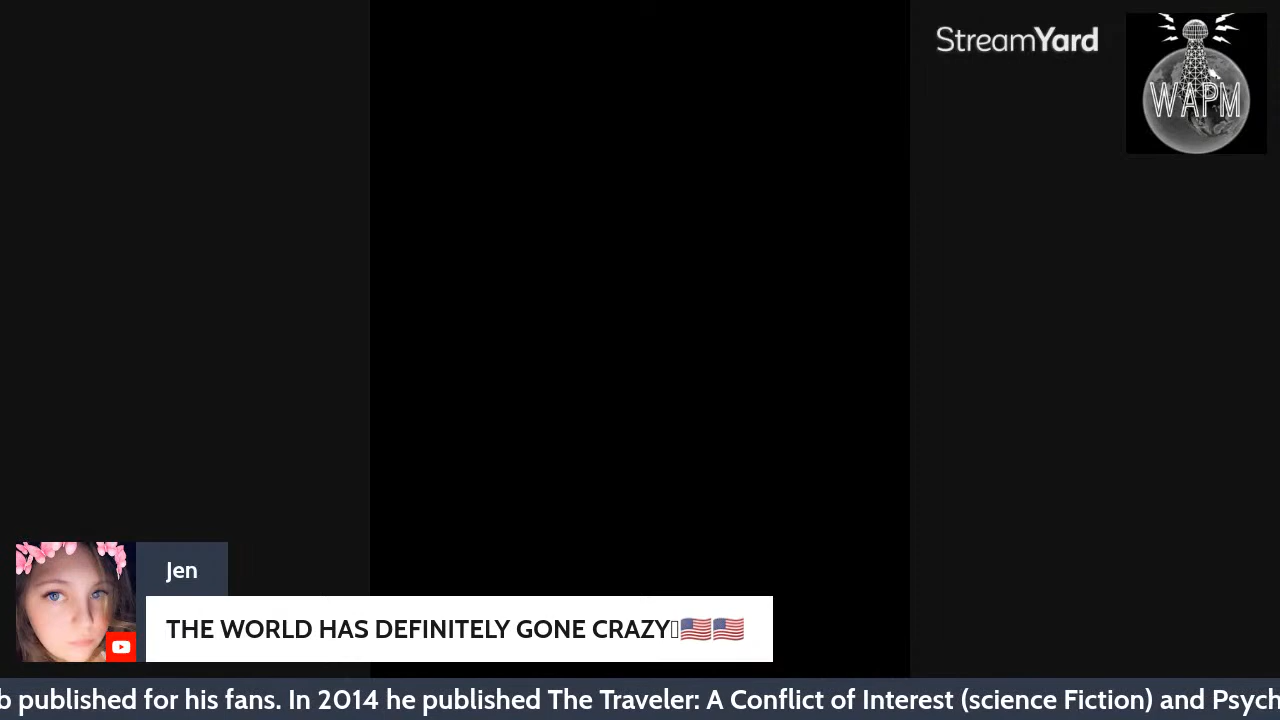 StreamYard
WAPM
Jen
THE WORLD HAS DEFINITELY GONE CRAZY🇺🇸🇺🇸
b published for his fans. In 2014 he published The Traveler: A Conflict of Interest (science Fiction) and Psych